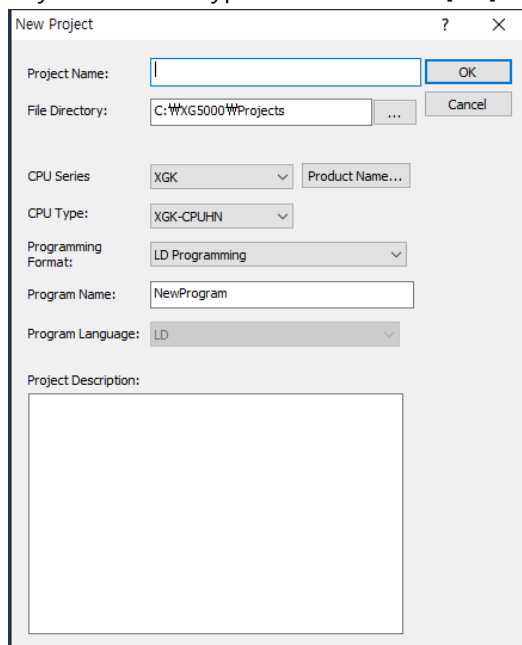 New Project ? X
Project Name: OK
File Directory: C:₩XG5000₩Projects ... Cancel
CPU Series XGK Product Name...
CPU Type: XGK-CPUHN
Programming
Format: LD Programming
Program Name: NewProgram
Program Language: LD
Project Description: